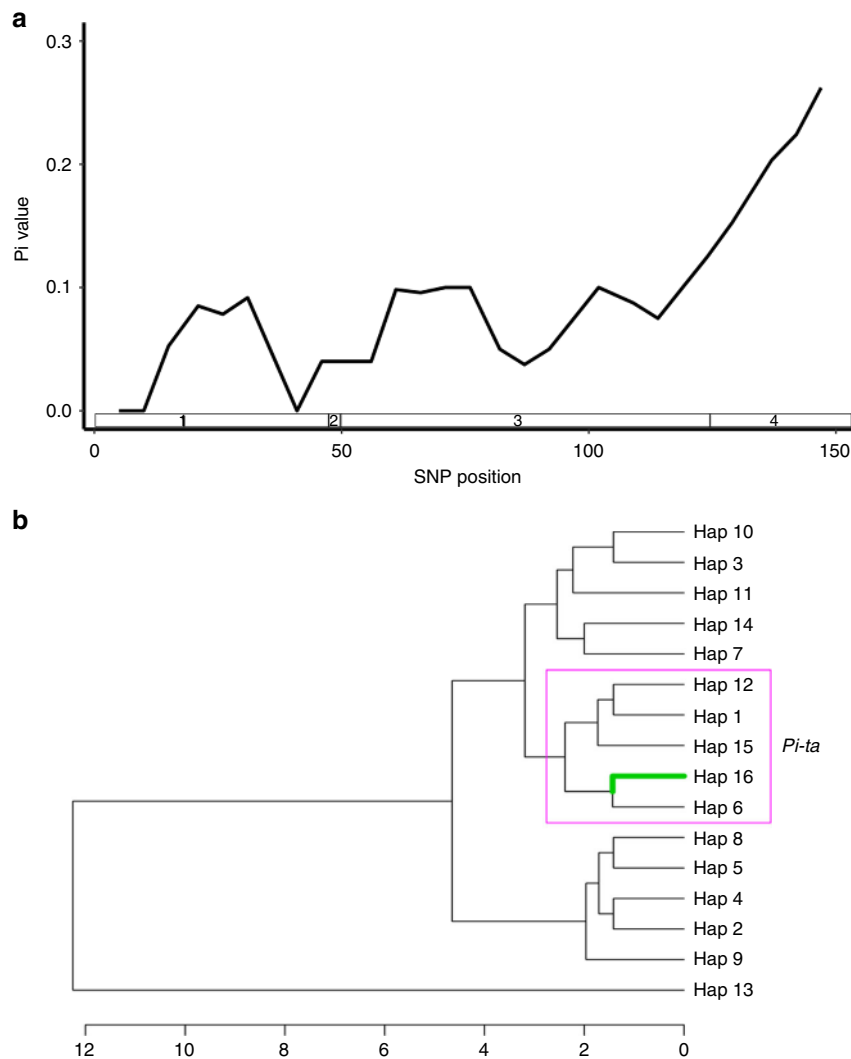 a
0.3
0.2
0.1
0.0
Pi value
1 2 3 4
0 50 100 150
SNP position
b
Hap 10
Hap 3
Hap 11
Hap 14
Hap 7
Hap 12
Hap 1
Hap 15
Pi-ta
Hap 16
Hap 6
Hap 8
Hap 5
Hap 4
Hap 2
Hap 9
Hap 13
12 10 8 6 4 2 0